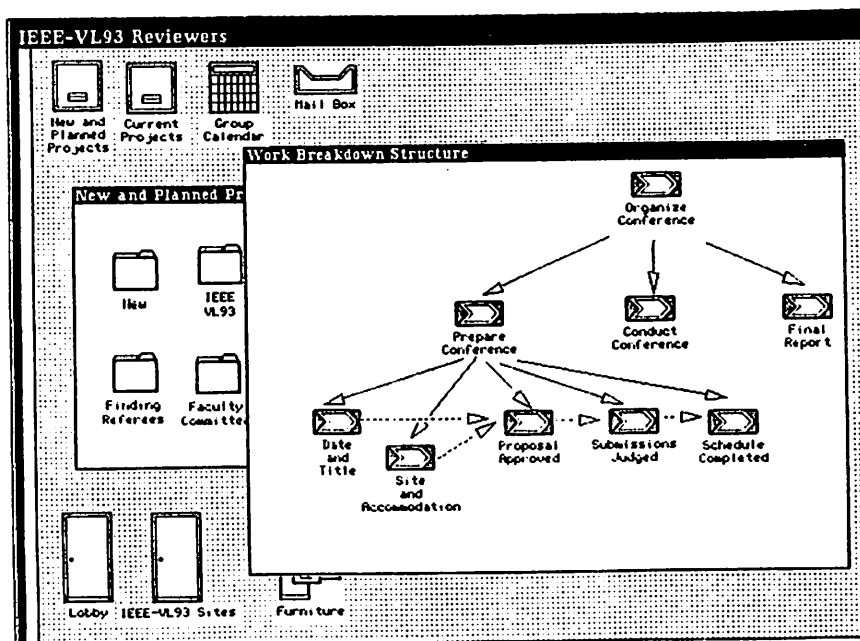 IEEE-VL93 Reviewers
New and
Planned
Projects
Current
Projects
Group
Calendar
Mail Box
Work Breakdown Structure
New and Planned Pr
New
IEEE
VL93
Finding
Referees
Faculty
Committe
Organize
Conference
Prepare
Conference
Conduct
Conference
Final
Report
Date
and
Title
Site
and
Accommodation
Proposal
Approved
Submissions
Judged
Schedule
Completed
Lobby
IEEE-VL93 Sites
Furniture